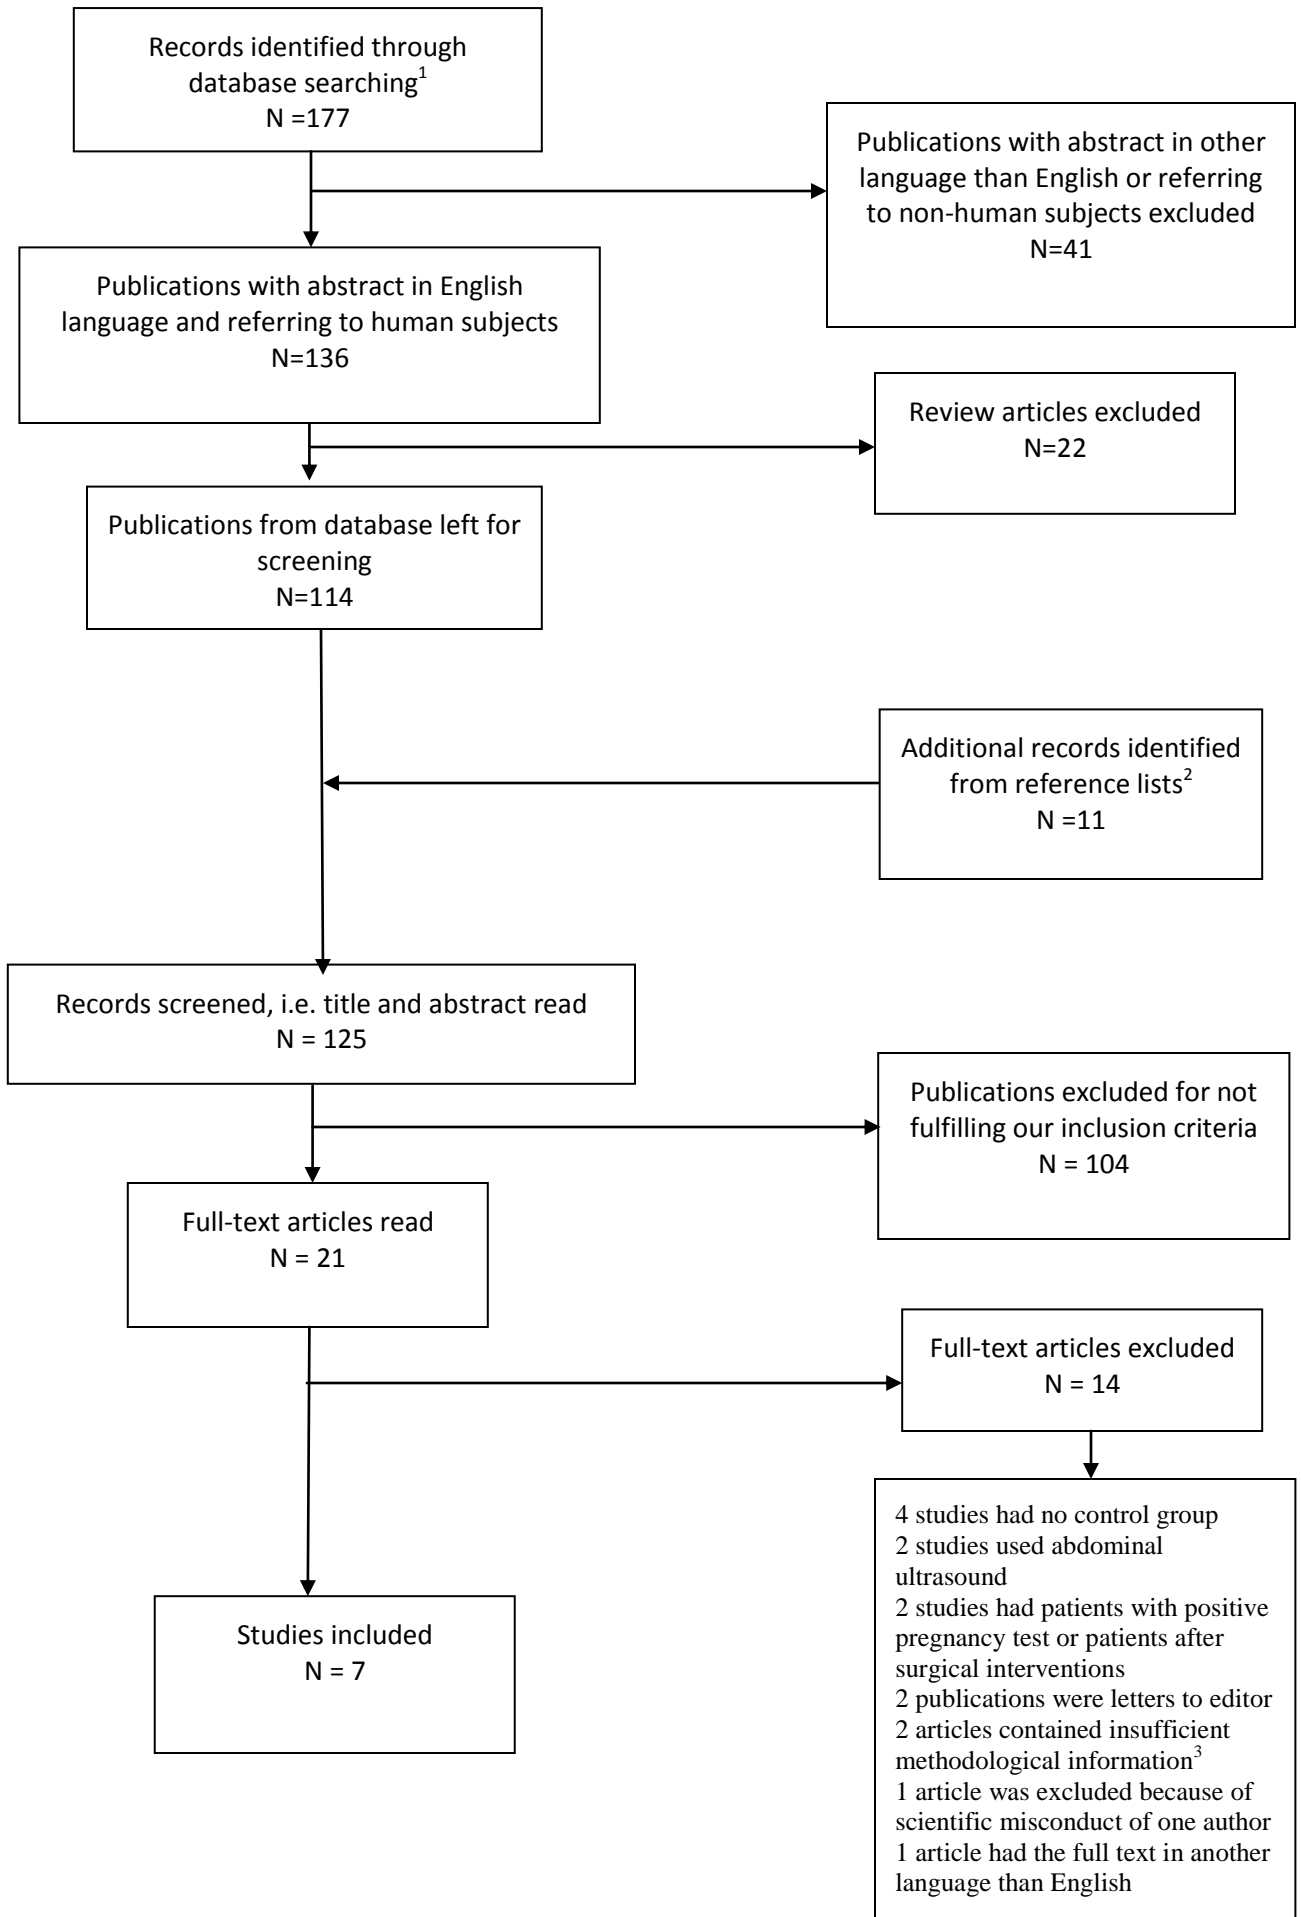 Records identified through
database searching¹
N =177
Publications with abstract in other
language than English or referring
to non-human subjects excluded
N=41
Publications with abstract in English
language and referring to human subjects
N=136
Review articles excluded
N=22
Publications from database left for
screening
N=114
Additional records identified
from reference lists²
N =11
Records screened, i.e. title and abstract read
N = 125
Publications excluded for not
fulfilling our inclusion criteria
N = 104
Full-text articles read
N = 21
Full-text articles excluded
N = 14
4 studies had no control group
2 studies used abdominal
ultrasound
2 studies had patients with positive
pregnancy test or patients after
surgical interventions
2 publications were letters to editor
2 articles contained insufficient
methodological information³
1 article was excluded because of
scientific misconduct of one author
1 article had the full text in another
language than English
Studies included
N = 7